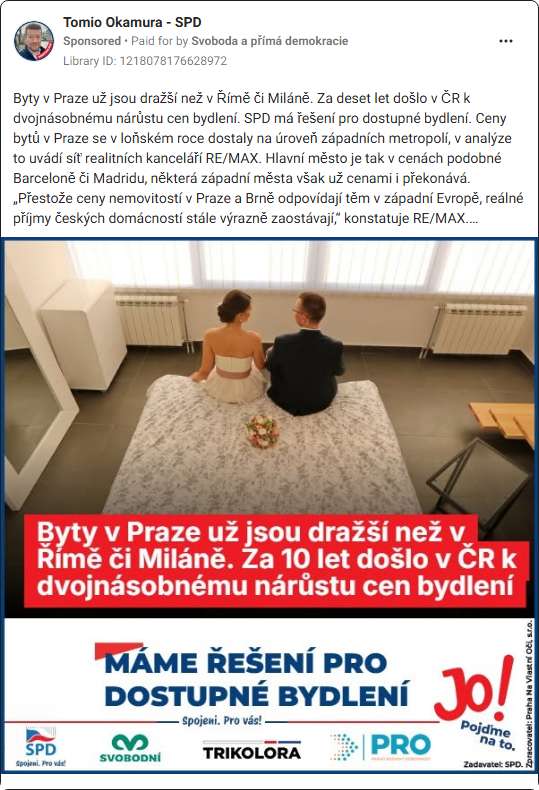 Tomio Okamura - SPD
Sponsored • Paid for by Svoboda a přímá demokracie
Library ID: 1218078176628972
Byty v Praze už jsou dražší než v Římě či Miláně. Za deset let došlo v ČR k
dvojnásobnému nárůstu cen bydlení. SPD má řešení pro dostupné bydlení. Ceny
bytů v Praze se v loňském roce dostaly na úroveň západních metropolí, v analýze
to uvádí síť realitních kanceláří RE/MAX. Hlavní město je tak v cenách podobné
Barceloně či Madridu, některá západní města však už cenami i překonává.
„Přestože ceny nemovitostí v Praze a Brně odpovídají těm v západní Evropě, reálné
příjmy českých domácností stále výrazně zaostávají,“ konstatuje RE/MAX....
Byty v Praze už jsou dražší než v
Římě či Miláně. Za 10 let došlo v ČR k
dvojnásobnému nárůstu cen bydlení
MÁME ŘEŠENÍ PRO
DOSTUPNÉ BYDLENÍ
Spojeni. Pro vás!
Jo!
Pojďme
na to.
SPD
Spojeni. Pro vás!
SVOBODNÍ
TRIKOLORA
PRO
Zadavatel: SPD.
Zpracovatel: Praha Na Vlastní Oči, s.r.o.